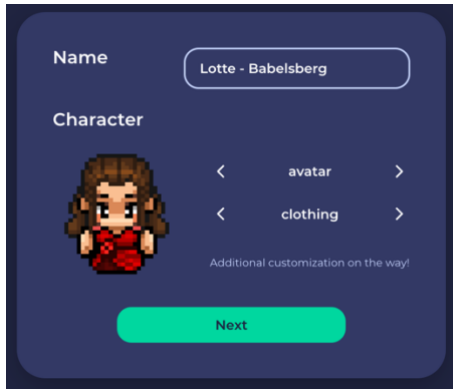 Name
Lotte - Babelsberg
Character
avatar
clothing
Additional customization on the way!
Next